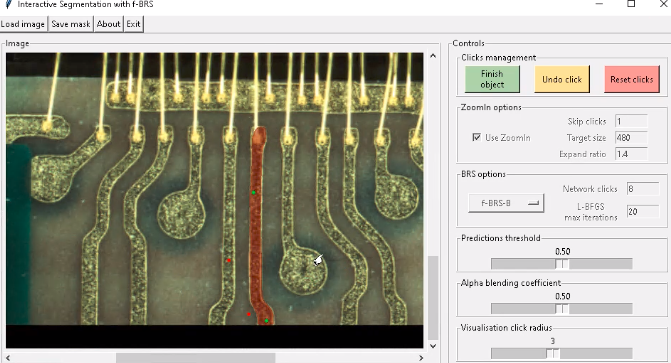 Interactive Segmentation with f-BRS
Load image Save mask About Exit
Image
Controls
Clicks management
Finish object
Undo click
Reset clicks
ZoomIn options
Use ZoomIn
Skip clicks 1
Target size 480
Expand ratio 1.4
BRS options
f-BRS-B
Network clicks 8
L-BFGS
max iterations 20
Predictions threshold
0.50
Alpha blending coefficient
0.50
Visualisation click radius
3